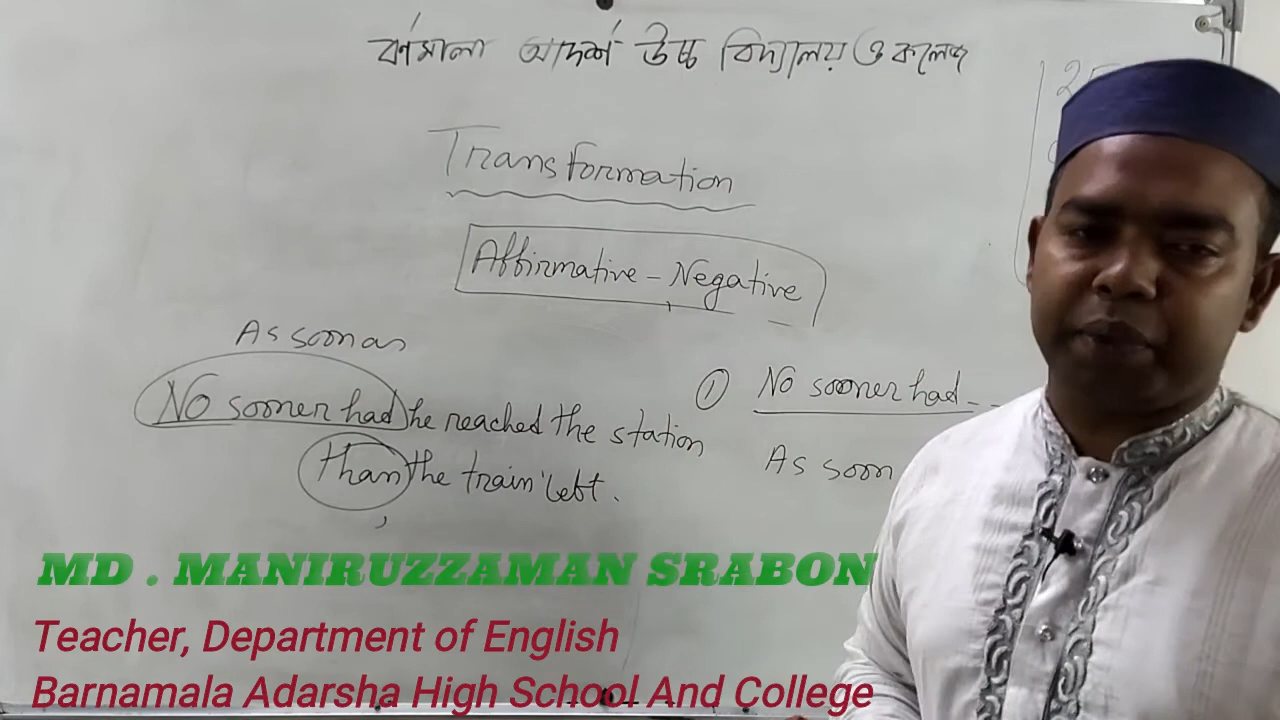 বর্ণমালা আদর্শ উচ্চ বিদ্যালয় ও কলেজ
Transformation
Affirmative - Negative
As soon as
No sooner had he reached the station
than the train left.
① No sooner had - -
As soon
MD . MANIRUZZAMAN SRABON
Teacher, Department of English
Barnamala Adarsha High School And College